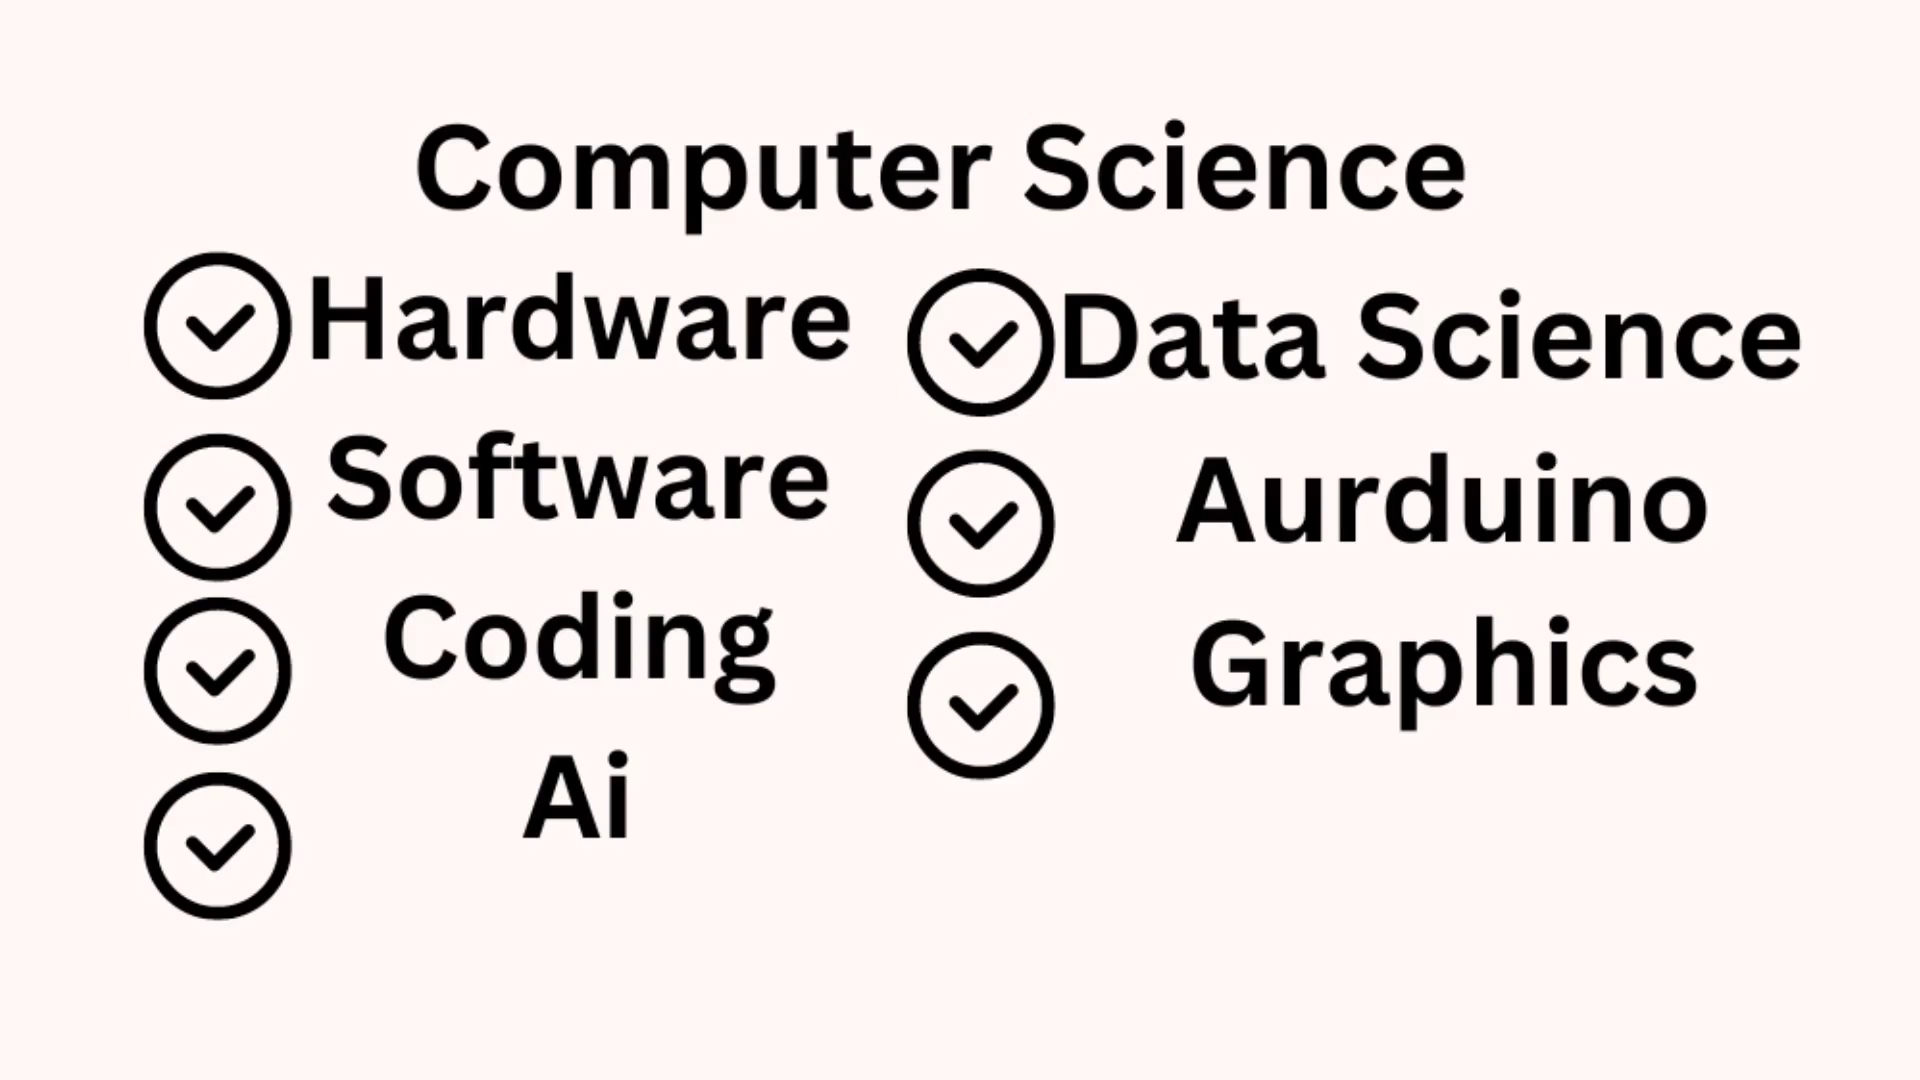 Computer Science
Hardware
Software
Coding
Ai
Data Science
Aurduino
Graphics